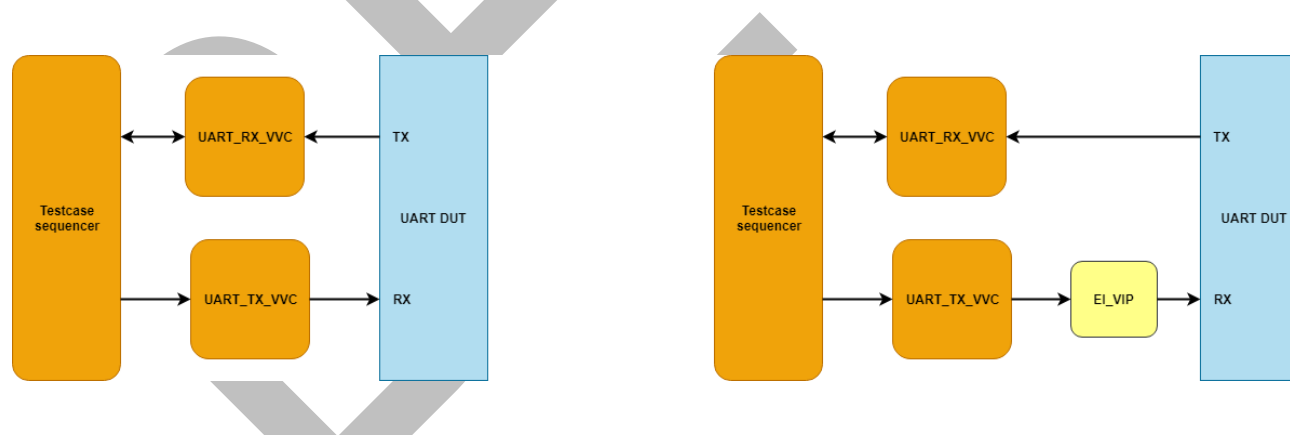 UART_RX_VVC
TX
Testcase
sequencer
UART DUT
UART_TX_VVC
RX
UART_RX_VVC
TX
Testcase
sequencer
UART DUT
UART_TX_VVC
EI_VIP
RX